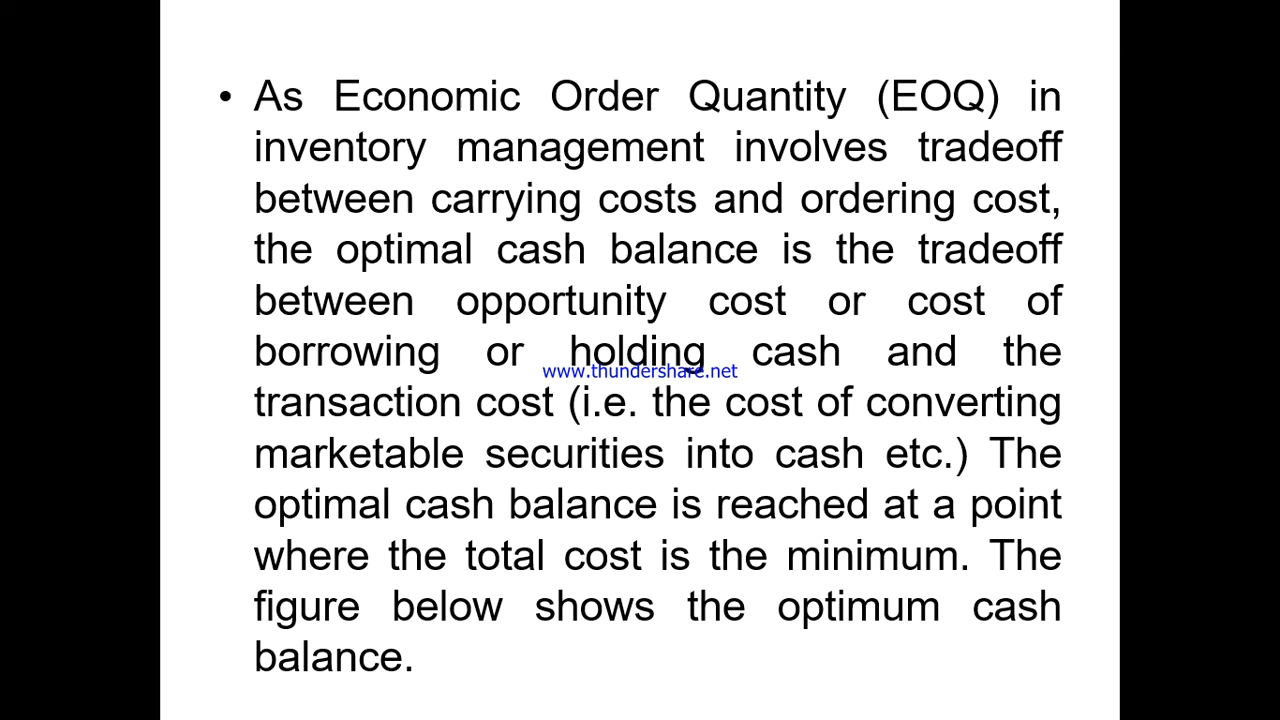 • As Economic Order Quantity (EOQ) in
inventory management involves tradeoff
between carrying costs and ordering cost,
the optimal cash balance is the tradeoff
between opportunity cost or cost of
borrowing or holding cash and the
www.thundershare.net
transaction cost (i.e. the cost of converting
marketable securities into cash etc.) The
optimal cash balance is reached at a point
where the total cost is the minimum. The
figure below shows the optimum cash
balance.